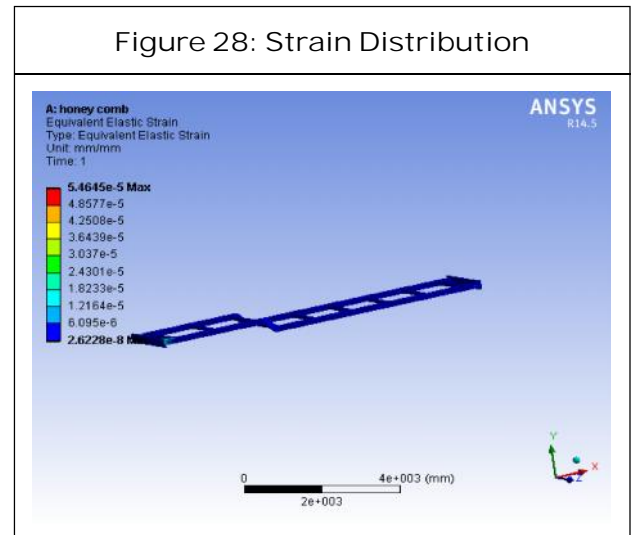 Figure 28: Strain Distribution
A: honey comb
Equivalent Elastic Strain
Type: Equivalent Elastic Strain
Unit: mm/mm
Time: 1
ANSYS
R14.5
5.4645e-5 Max
4.8577e-5
4.2508e-5
3.6439e-5
3.037e-5
2.4301e-5
1.8233e-5
1.2164e-5
6.095e-6
2.6228e-8
0
4e+003 (mm)
2e+003
Y
X
Z